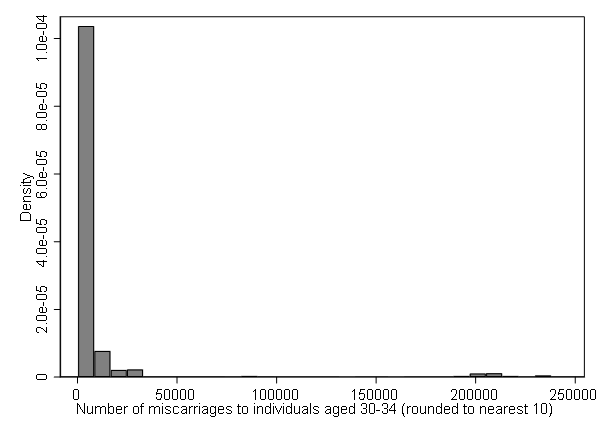 1.0e-04
8.0e-05
6.0e-05
4.0e-05
2.0e-05
0
Density
0
50000
100000
150000
200000
250000
Number of miscarriages to individuals aged 30-34 (rounded to nearest 10)